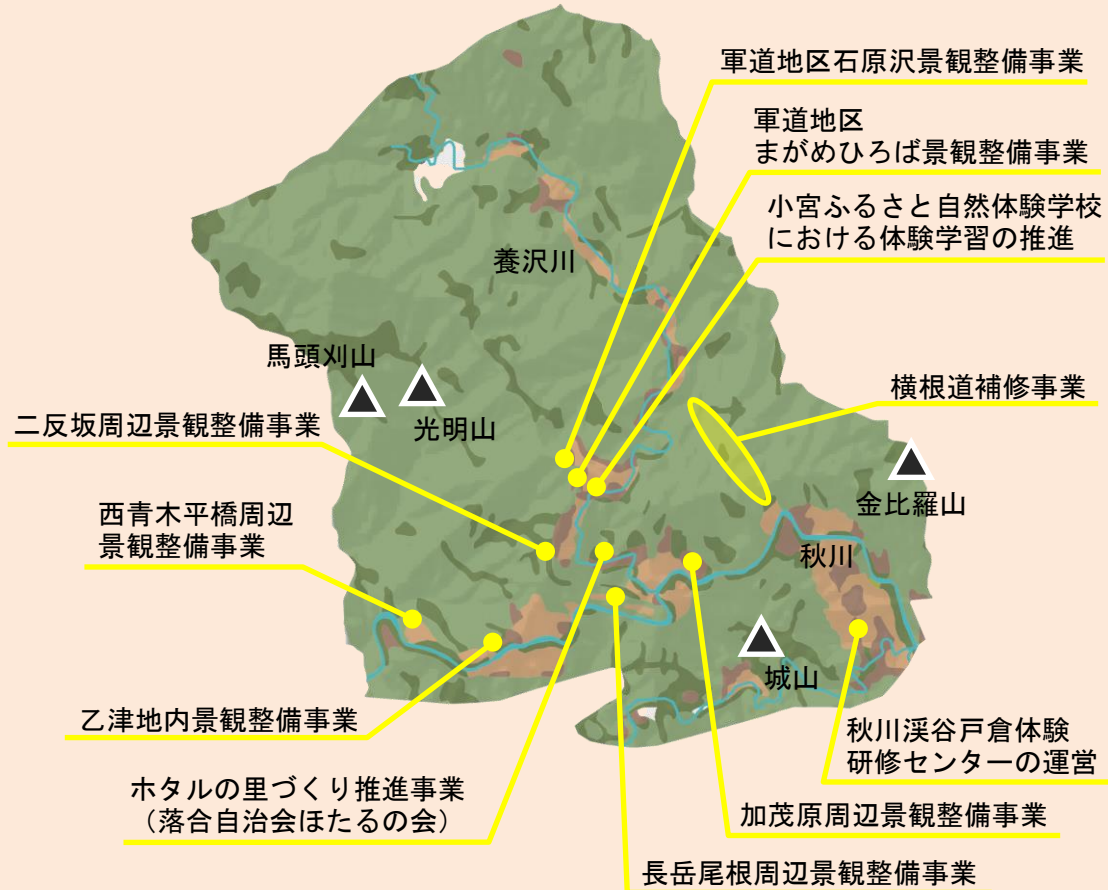 軍道地区石原沢景観整備事業
軍道地区
まがめひろば景観整備事業
小宮ふるさと自然体験学校
における体験学習の推進
養沢川
馬頭刈山
光明山
横根道補修事業
二反坂周辺景観整備事業
金比羅山
西青木平橋周辺
景観整備事業
秋川
城山
乙津地内景観整備事業
秋川渓谷戸倉体験
研修センターの運営
ホタルの里づくり推進事業
（落合自治会ほたるの会）
加茂原周辺景観整備事業
長岳尾根周辺景観整備事業